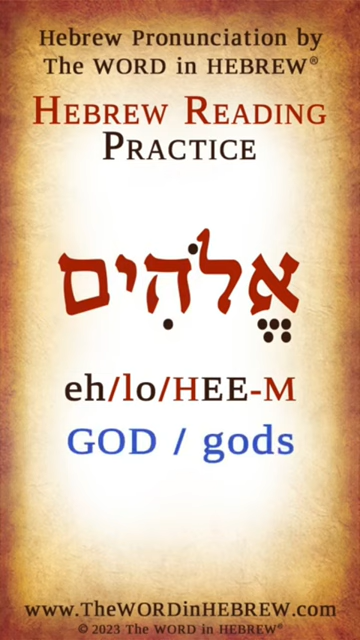 Hebrew Pronunciation by
The WORD in HEBREW®
HEBREW READING
PRACTICE
אֱלֹהִים
eh/lo/HEE-M
GOD / gods
www.TheWORDinHEBREW.com
© 2023 The WORD in HEBREW®